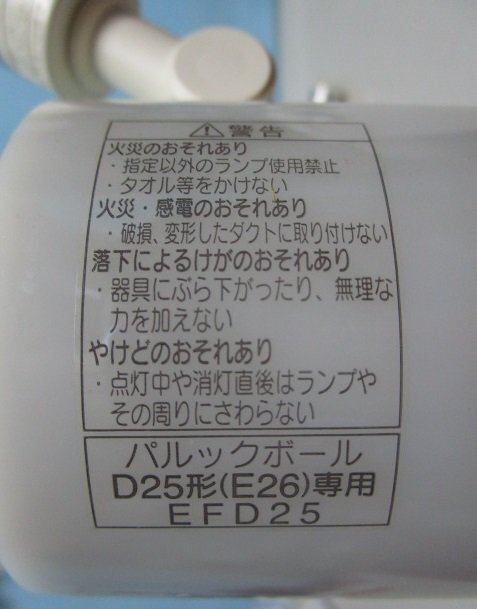 ⚠警告
火災のおそれあり
・指定以外のランプ使用禁止
・タオル等をかけない
火災・感電のおそれあり
・破損、変形したダクトに取り付けない
落下によるけがのおそれあり
・器具にぶら下がったり、無理な
力を加えない
やけどのおそれあり
・点灯中や消灯直後はランプや
その周りにさわらない
パルックボール
D25形(E26)専用
EFD25